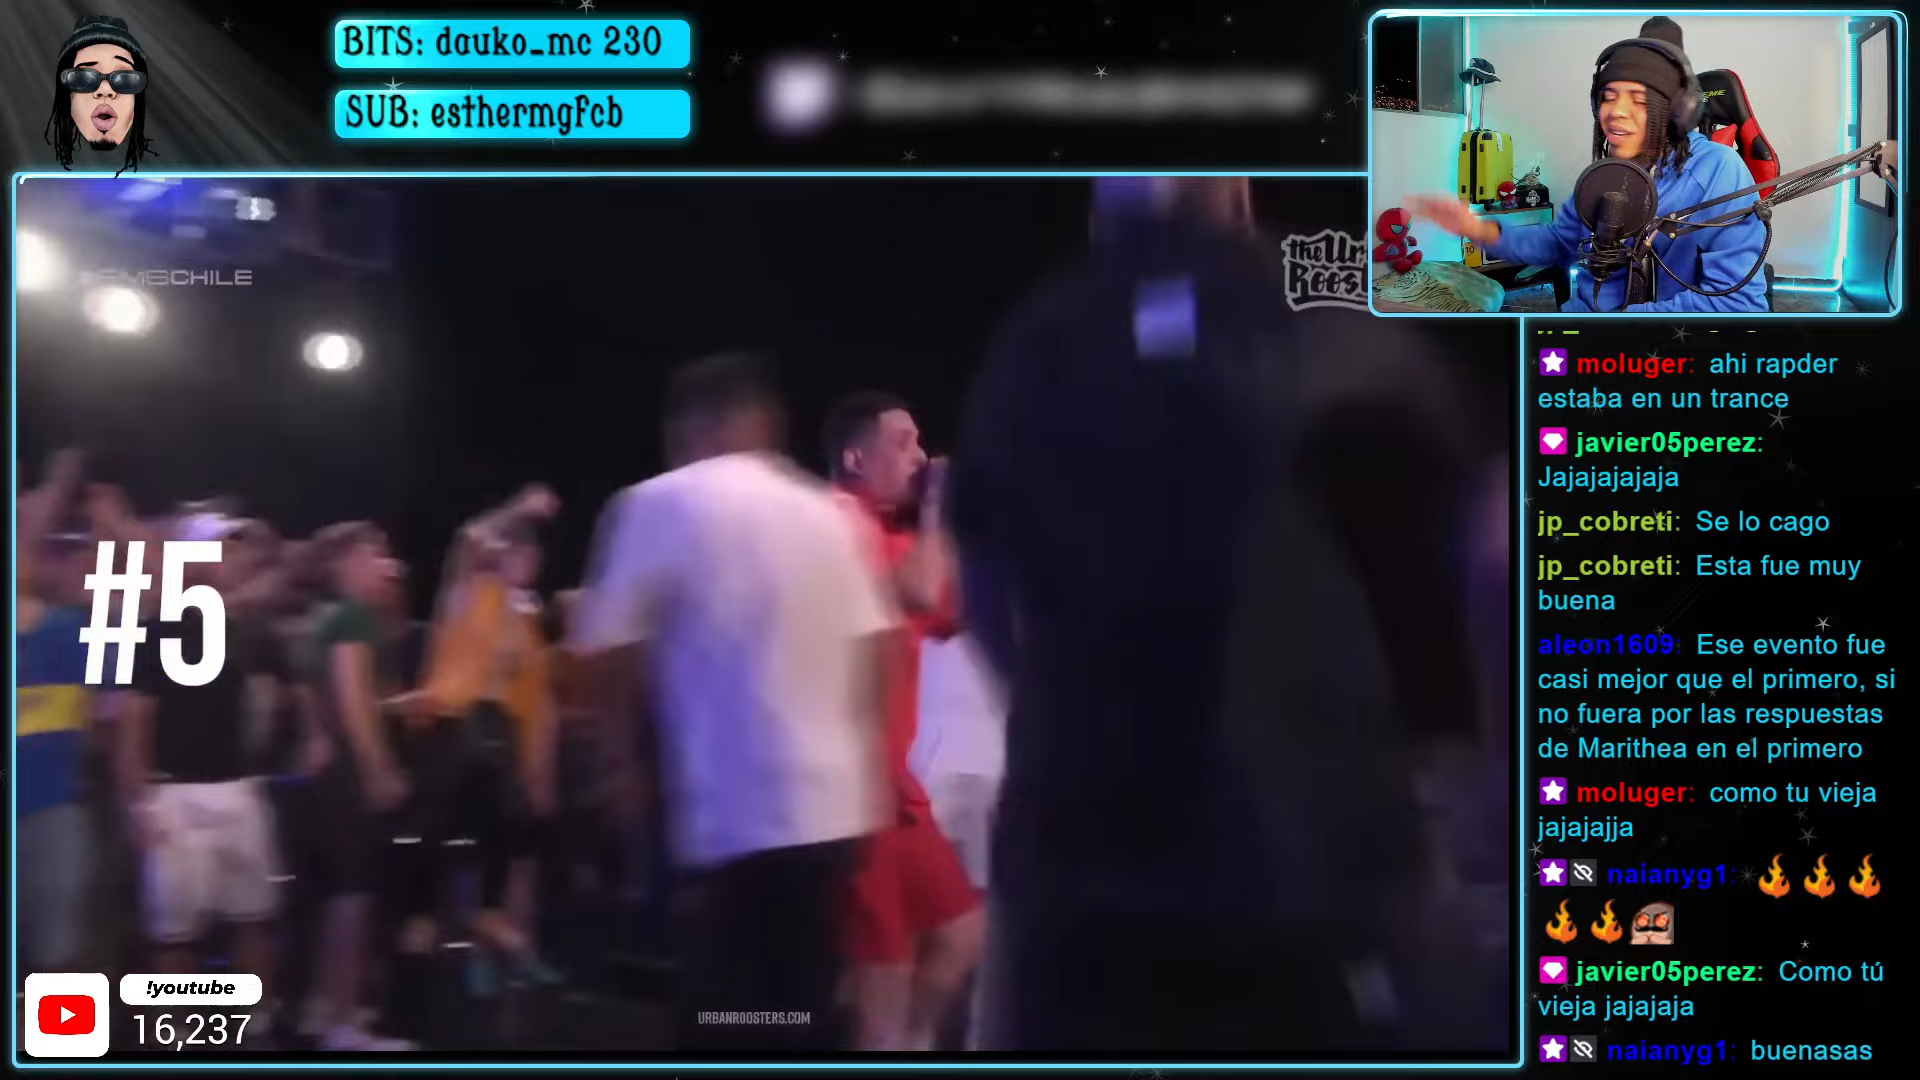 BITS: dauko_mc 230
SUB: esthermgfcb
SCHILE
theUr
Roos
#5
!youtube
16,237
URBANROOSTERS.COM
moluger: ahi rapder
estaba en un trance
javier05perez:
Jajajajajaja
jp_cobreti: Se lo cago
jp_cobreti: Esta fue muy
buena
aleon1609: Ese evento fue
casi mejor que el primero, si
no fuera por las respuestas
de Marithea en el primero
moluger: como tu vieja
jajajajja
naianyg1:
javier05perez: Como tú
vieja jajajaja
naianyg1: buenasas